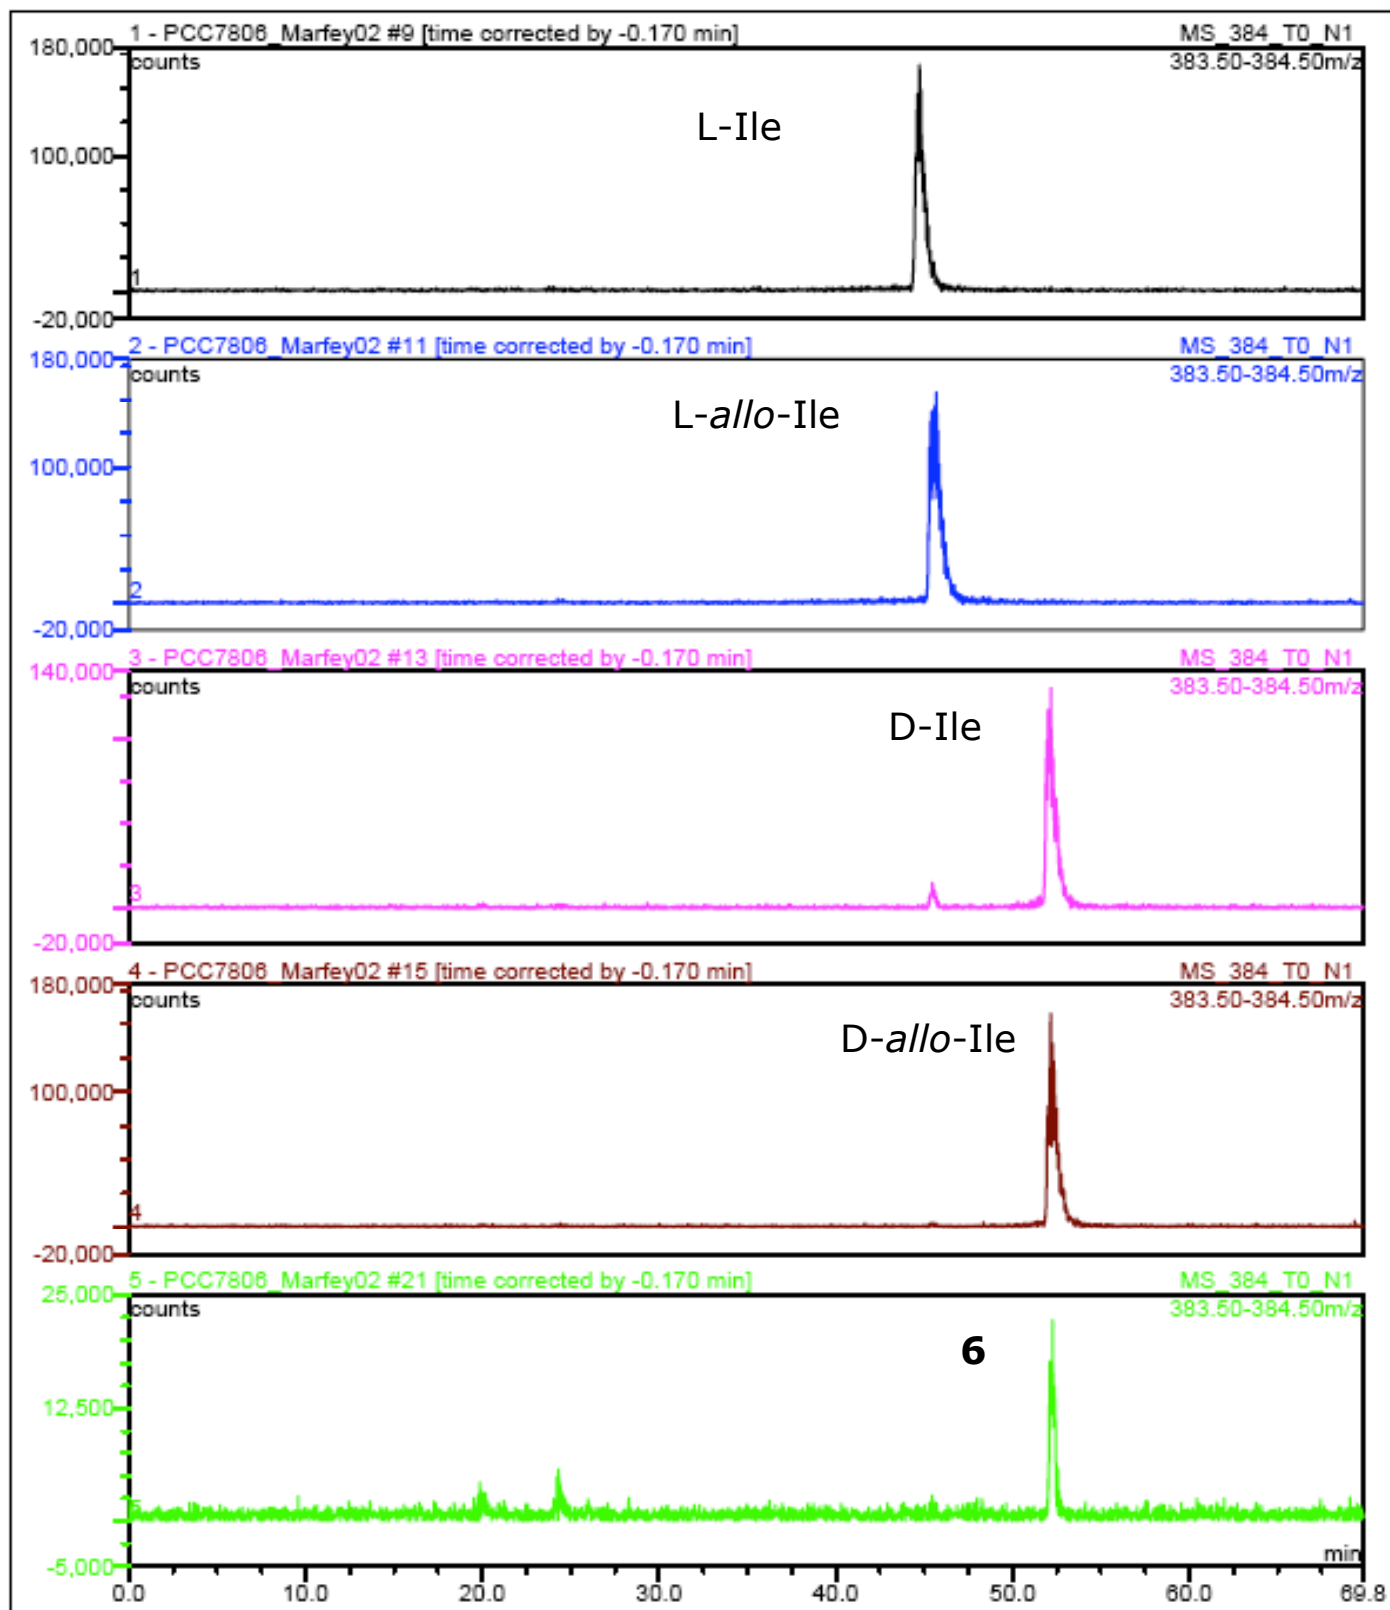 1 - PCC7806_Marfey02 #9 [time corrected by -0.170 min] MS_384_T0_N1
180,000 counts 383.50-384.50m/z
L-Ile
100,000
1
-20,000
2 - PCC7806_Marfey02 #11 [time corrected by -0.170 min] MS_384_T0_N1
180,000 counts 383.50-384.50m/z
L-allo-Ile
100,000
2
-20,000
3 - PCC7806_Marfey02 #13 [time corrected by -0.170 min] MS_384_T0_N1
140,000 counts 383.50-384.50m/z
D-Ile
3
-20,000
4 - PCC7806_Marfey02 #15 [time corrected by -0.170 min] MS_384_T0_N1
180,000 counts 383.50-384.50m/z
D-allo-Ile
100,000
4
-20,000
5 - PCC7806_Marfey02 #21 [time corrected by -0.170 min] MS_384_T0_N1
25,000 counts 383.50-384.50m/z
6
12,500
5
min
-5,000
0.0 10.0 20.0 30.0 40.0 50.0 60.0 69.8